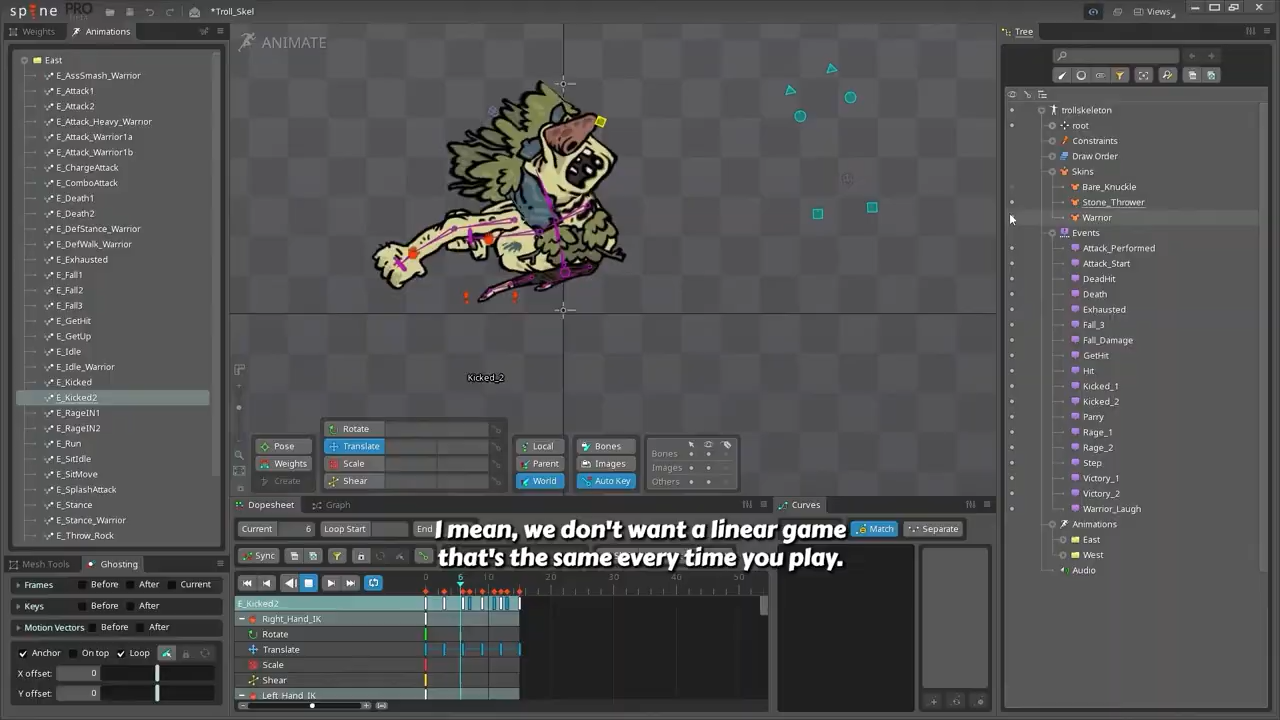 spine PRO
*Troll_Skel
Views
Weights
Animations
East
E_AssSmash_Warrior
E_Attack1
E_Attack2
E_Attack_Heavy_Warrior
E_Attack_Warrior1a
E_Attack_Warrior1b
E_ChargeAttack
E_ComboAttack
E_Death1
E_Death2
E_DefStance_Warrior
E_DefWalk_Warrior
E_Exhausted
E_Fall1
E_Fall2
E_Fall3
E_GetHit
E_GetUp
E_Idle
E_Idle_Warrior
E_Kicked
E_Kicked2
E_RageIN1
E_RageIN2
E_Run
E_SitIdle
E_SitMove
E_SplashAttack
E_Stance
E_Stance_Warrior
E_Throw_Rock
Mesh Tools
Ghosting
Frames Before After Current
Keys Before After
Motion Vectors Before After
Anchor On top Loop
X offset: 0
Y offset: 0
ANIMATE
Kicked_2
Pose
Weights
Create
Rotate
Translate
Scale
Shear
Local
Parent
World
Bones
Images
Auto Key
Bones
Images
Others
Dopesheet
Graph
Current 6 Loop Start End
Sync
0 6 20 30 40 50
E_Kicked2
Right_Hand_IK
Rotate
Translate
Scale
Shear
Left_Hand_IK
I mean, we don't want a linear game
that's the same every time you play.
Curves
Match
Separate
Tree
trollskeleton
root
Constraints
Draw Order
Skins
Bare_Knuckle
Stone_Thrower
Warrior
Events
Attack_Performed
Attack_Start
DeadHit
Death
Exhausted
Fall_3
Fall_Damage
GetHit
Hit
Kicked_1
Kicked_2
Parry
Rage_1
Rage_2
Step
Victory_1
Victory_2
Warrior_Laugh
Animations
East
West
Audio